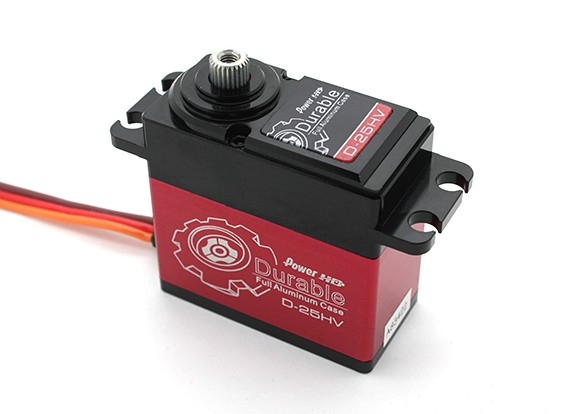 Power HD
Durable
Full Aluminum Case
D-25HV
Power HD
Durable
Full Aluminum Case
D-25HV